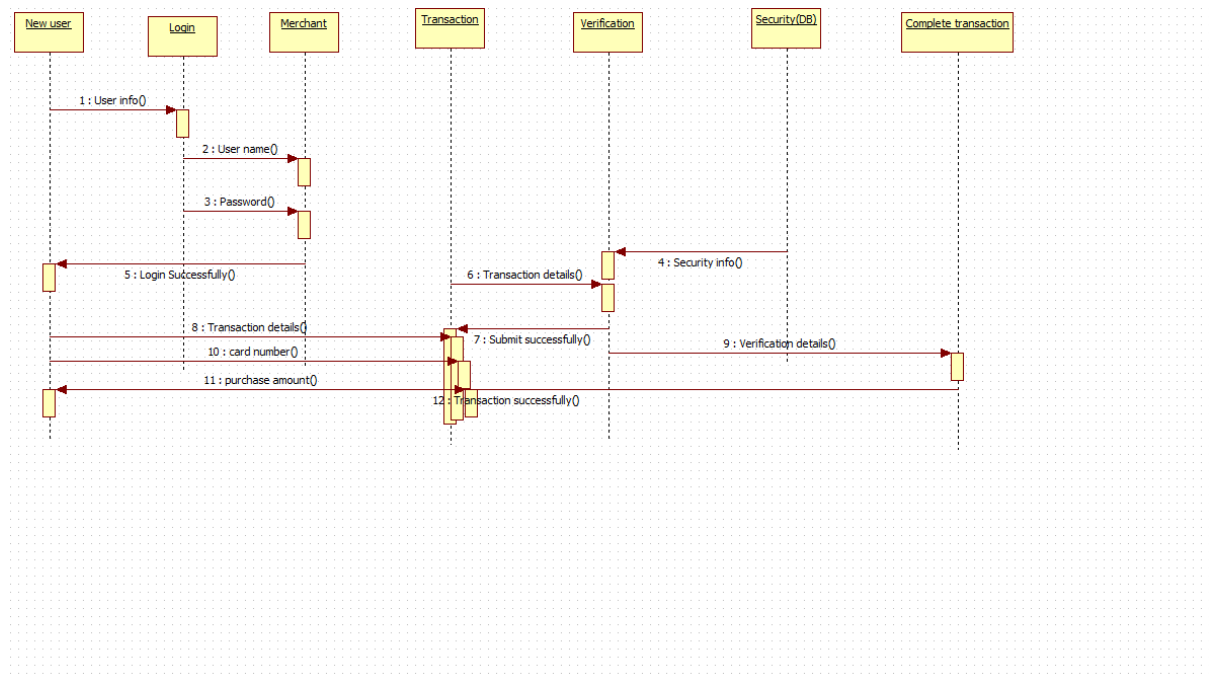 New user
Login
Merchant
Transaction
Verification
Security(DB)
Complete transaction
1 : User info()
2 : User name()
3 : Password()
4 : Security info()
5 : Login Successfully()
6 : Transaction details()
7 : Submit successfully()
8 : Transaction details()
9 : Verification details()
10 : card number()
11 : purchase amount()
12 : Transaction successfully()